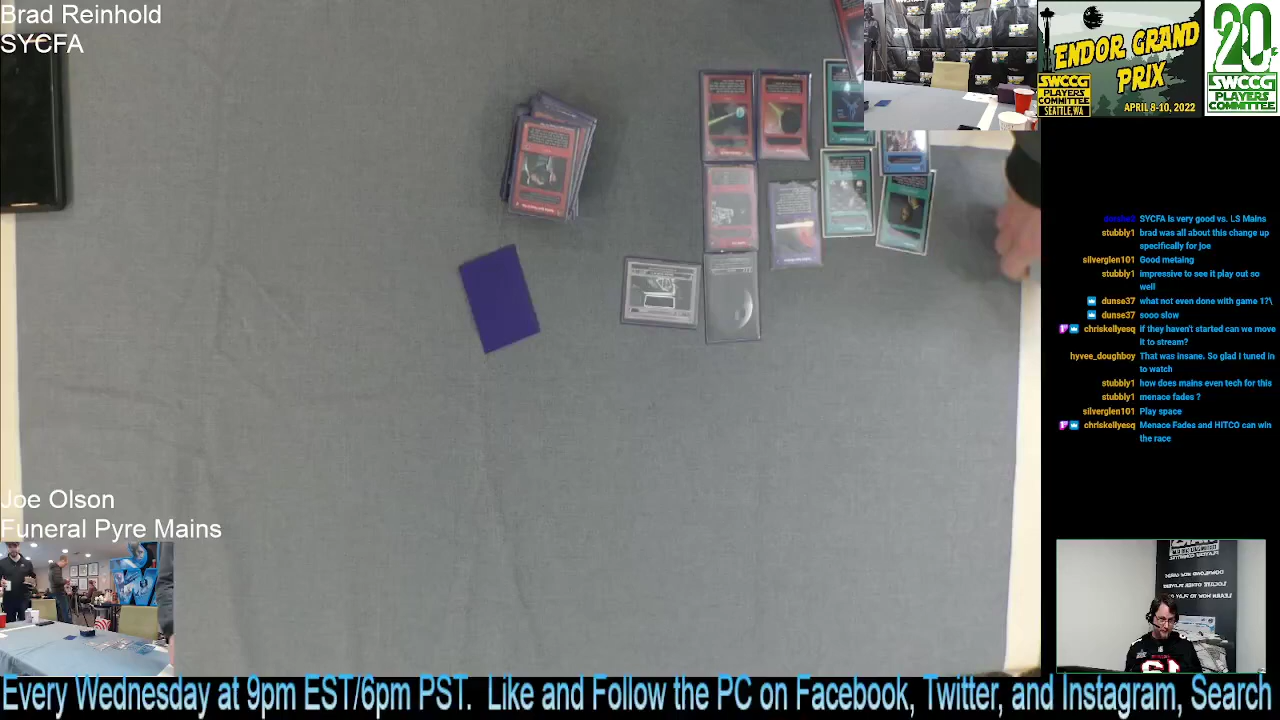 Brad Reinhold
SYCFA
ENDOR GRAND
PRIX
SWCCG
PLAYERS
COMMITTEE
SEATTLE,WA
APRIL 8-10, 2022
20
SWCCG
PLAYERS
COMMITTEE
SYCFA is very good vs. LS Mains
stubbly1 brad was all about this change up
specifically for joe
silverglen101 Good metaing
stubbly1 impressive to see it play out so
well
dunse37 what not even done with game 1?\
dunse37 sooo slow
chriskellyesq If they haven't started can we move
it to stream?
hyvee_doughboy That was insane. So glad I tuned in
to watch
stubbly1 how does mains even tech for this
stubbly1 menace fades ?
silverglen101 Play space
chriskellyesq Menace Fades and HITCO can win
the race
Joe Olson
Funeral Pyre Mains
Every Wednesday at 9pm EST/6pm PST. Like and Follow the PC on Facebook, Twitter, and Instagram, Search